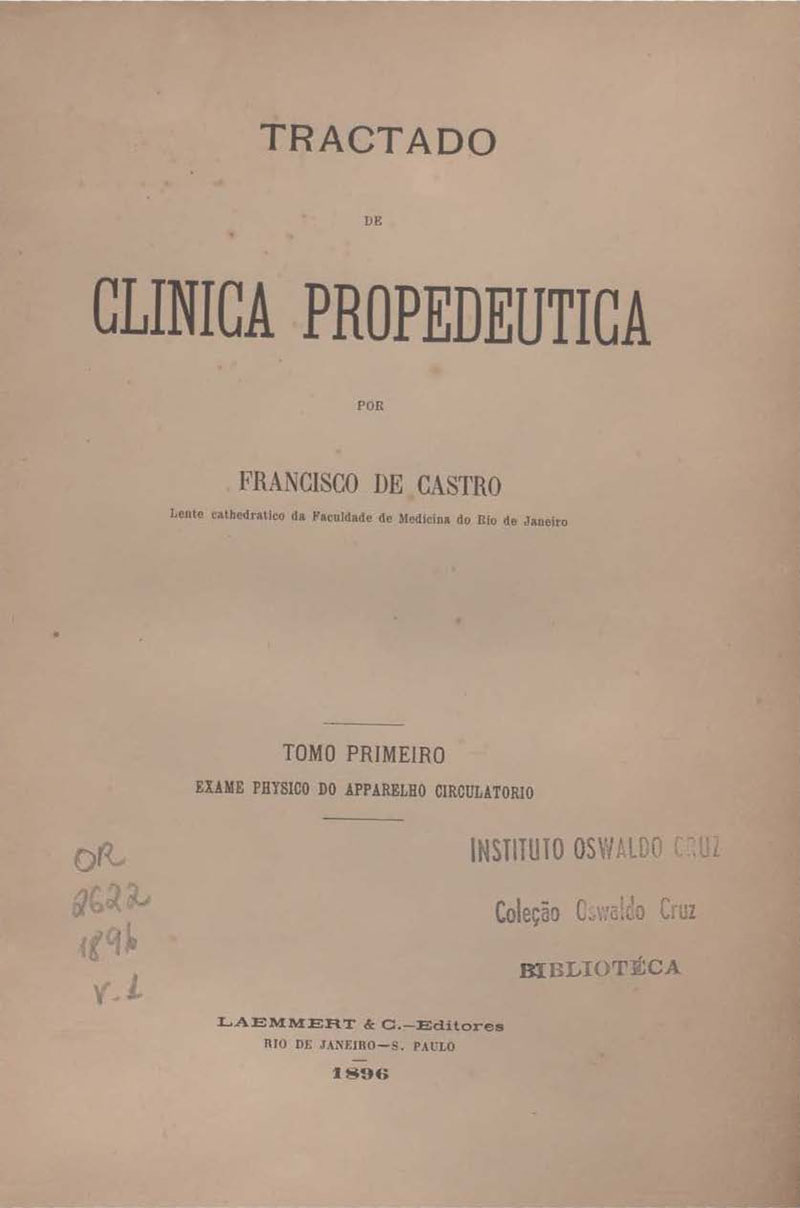 TRACTADO
DE
CLINICA PROPEDEUTICA
POR
FRANCISCO DE CASTRO
Lente cathedratico da Faculdade de Medicina do Rio de Janeiro
TOMO PRIMEIRO
EXAME PHYSICO DO APPARELHO CIRCULATORIO
INSTITUTO OSWALDO CRUZ
Coleção Oswaldo Cruz
BIBLIOTÉCA
OR
1896
V.1
LAEMMERT & C.—Editores
RIO DE JANEIRO—S. PAULO
1896